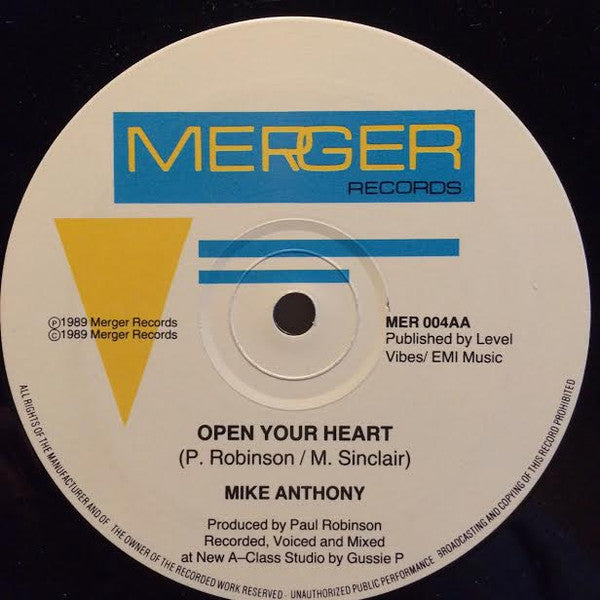 MERGER
RECORDS
℗1989 Merger Records
©1989 Merger Records
MER 004AA
Published by Level
Vibes/ EMI Music
OPEN YOUR HEART
(P. Robinson / M. Sinclair)
MIKE ANTHONY
Produced by Paul Robinson
Recorded, Voiced and Mixed
at New A–Class Studio by Gussie P
ALL RIGHTS OF THE MANUFACTURER AND OF THE OWNER OF THE RECORDED WORK RESERVED - UNAUTHORIZED PUBLIC PERFORMANCE BROADCASTING AND COPYING OF THIS RECORD PROHIBITED